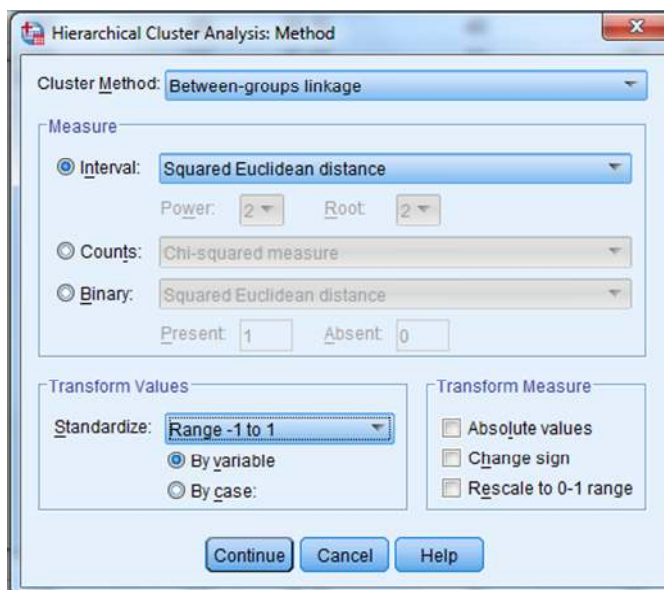 Hierarchical Cluster Analysis: Method
Cluster Method: Between-groups linkage
Measure
Interval: Squared Euclidean distance
Power: 2 Root: 2
Counts: Chi-squared measure
Binary: Squared Euclidean distance
Present: 1 Absent: 0
Transform Values
Standardize: Range -1 to 1
By variable
By case:
Transform Measure
Absolute values
Change sign
Rescale to 0-1 range
Continue Cancel Help